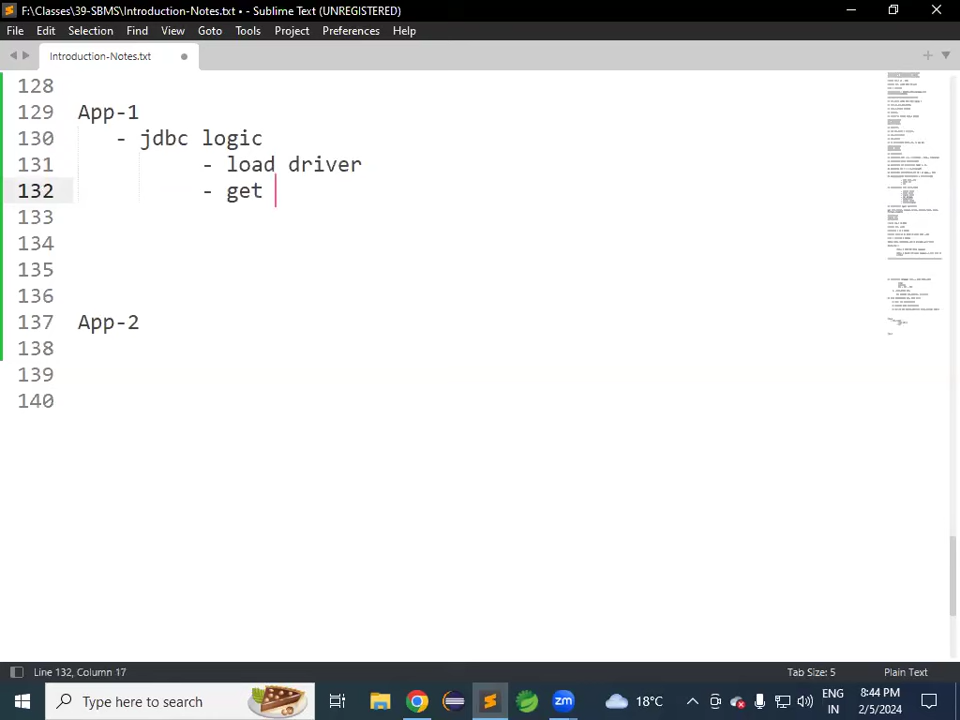 F:\Classes\39-SBMS\Introduction-Notes.txt • - Sublime Text (UNREGISTERED)
File Edit Selection Find View Goto Tools Project Preferences Help
Introduction-Notes.txt
128
129 App-1
130 - jdbc logic
131 - load driver
132 - get
133
134
135
136
137 App-2
138
139
140
Line 132, Column 17 Tab Size: 5 Plain Text
Type here to search
zm
18°C
ENG
IN
8:44 PM
2/5/2024